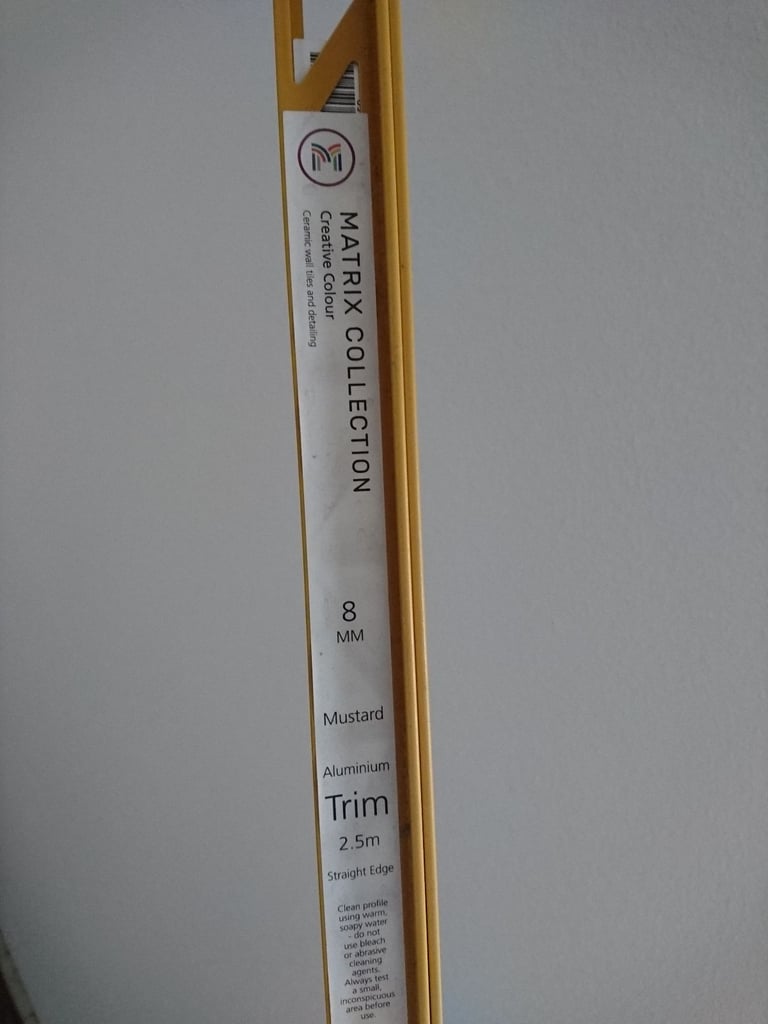 MATRIX COLLECTION
Creative Colour
Ceramic wall tiles and detailing
8
MM
Mustard
Aluminium
Trim
2.5m
Straight Edge
Clean profile
using warm,
soapy water
- do not
use bleach
or abrasive
cleaning
agents.
Always test
a small,
inconspicuous
area before
use.